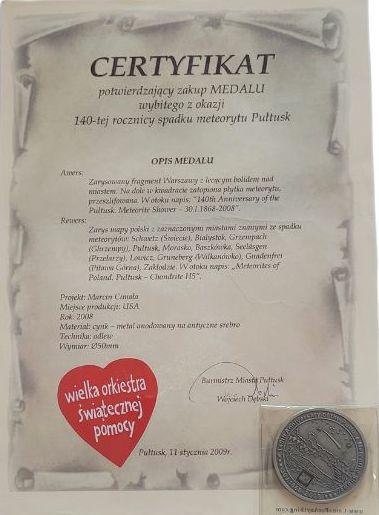 CERTYFIKAT
potwierdzający zakup MEDALU
wybitego z okazji
140-tej rocznicy spadku meteorytu Pułtusk
OPIS MEDALU
Awers:
Zarysowany fragment Warszawy z lecącym bolidem nad
miastem. Na dole w kwadracie zatopiona płytka meteorytu,
przeszlifowana. W otoku napis: "140th Anniversary of the
Pultusk Meteorite Shower – 30.I.1868-2008".
Rewers:
Zarys mapy polski z zaznaczonymi miastami znanymi ze spadku
meteorytów: Schwetz (Świecie), Białystok, Grzempach
(Grzempy), Pułtusk, Morasko, Baszkówka, Seeläsgen
(Przełazy), Łowicz, Gruneberg (Wilkanówko), Gnadenfrei
(Piława Górna), Zakłodzie. W otoku napis: „Meteorites of
Poland. Pultusk – Chondrite H5".
Projekt: Marcin Cimała
Miejsce produkcji: USA
Rok: 2008
Materiał: cynk – metal anodowany na antyczne srebro
Technika: odlew
Wymiar: Ø50mm
Burmistrz Miasta Pułtusk
Wojciech Dębski
wielka orkiestra
świątecznej
pomocy
Pułtusk, 11 stycznia 2009r.